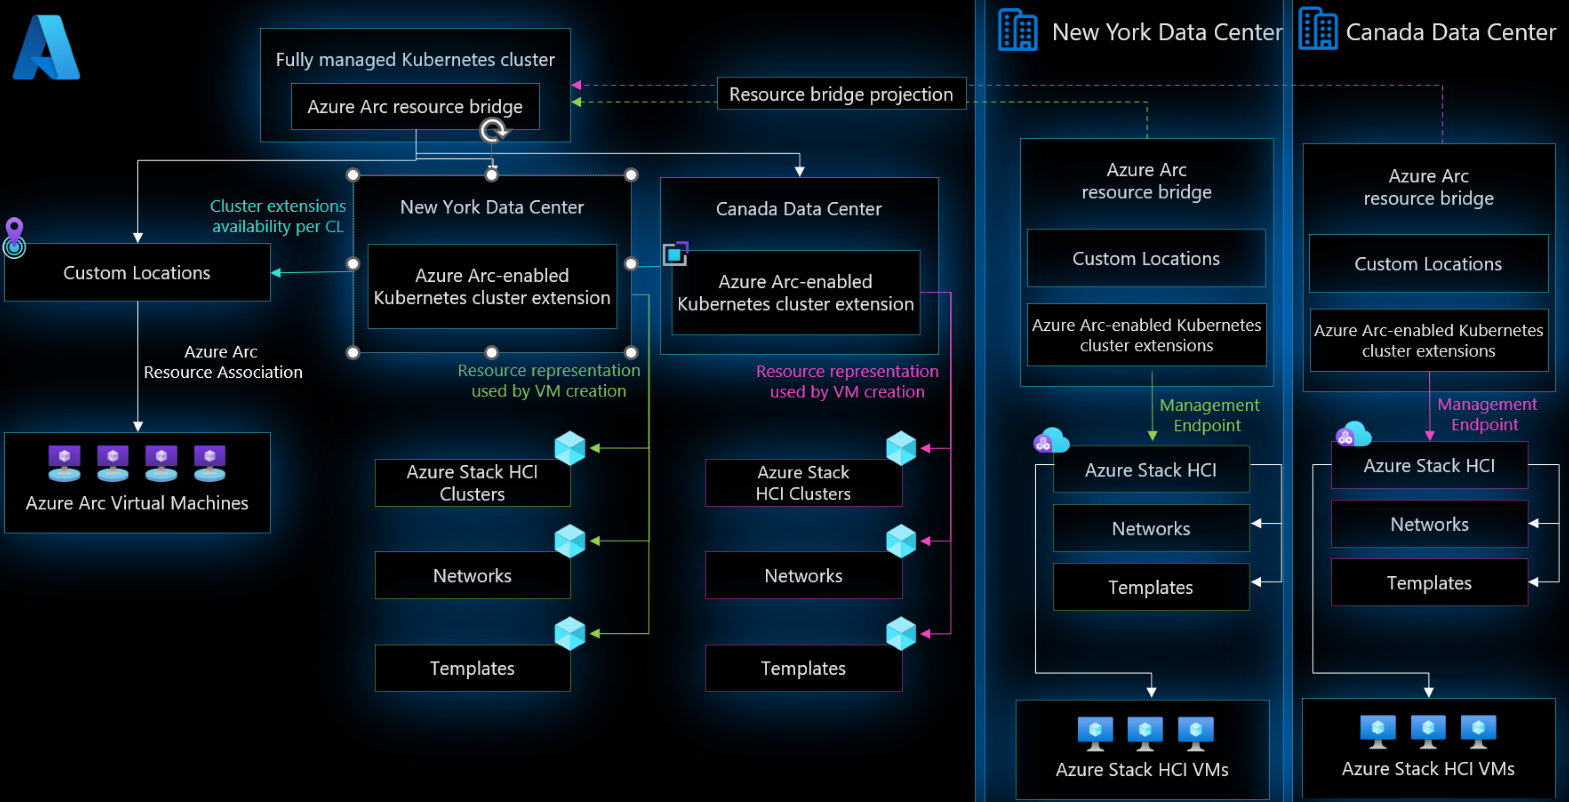 Fully managed Kubernetes cluster
Azure Arc resource bridge
Resource bridge projection
New York Data Center
Canada Data Center
Cluster extensions
availability per CL
Custom Locations
New York Data Center
Azure Arc-enabled
Kubernetes cluster extension
Canada Data Center
Azure Arc-enabled
Kubernetes cluster extension
Azure Arc
Resource Association
Azure Arc Virtual Machines
Resource representation
used by VM creation
Azure Stack HCI
Clusters
Networks
Templates
Resource representation
used by VM creation
Azure Stack
HCI Clusters
Networks
Templates
Azure Arc
resource bridge
Custom Locations
Azure Arc-enabled Kubernetes
cluster extensions
Management
Endpoint
Azure Stack HCI
Networks
Templates
Azure Stack HCI VMs
Azure Arc
resource bridge
Custom Locations
Azure Arc-enabled Kubernetes
cluster extensions
Management
Endpoint
Azure Stack HCI
Networks
Templates
Azure Stack HCI VMs